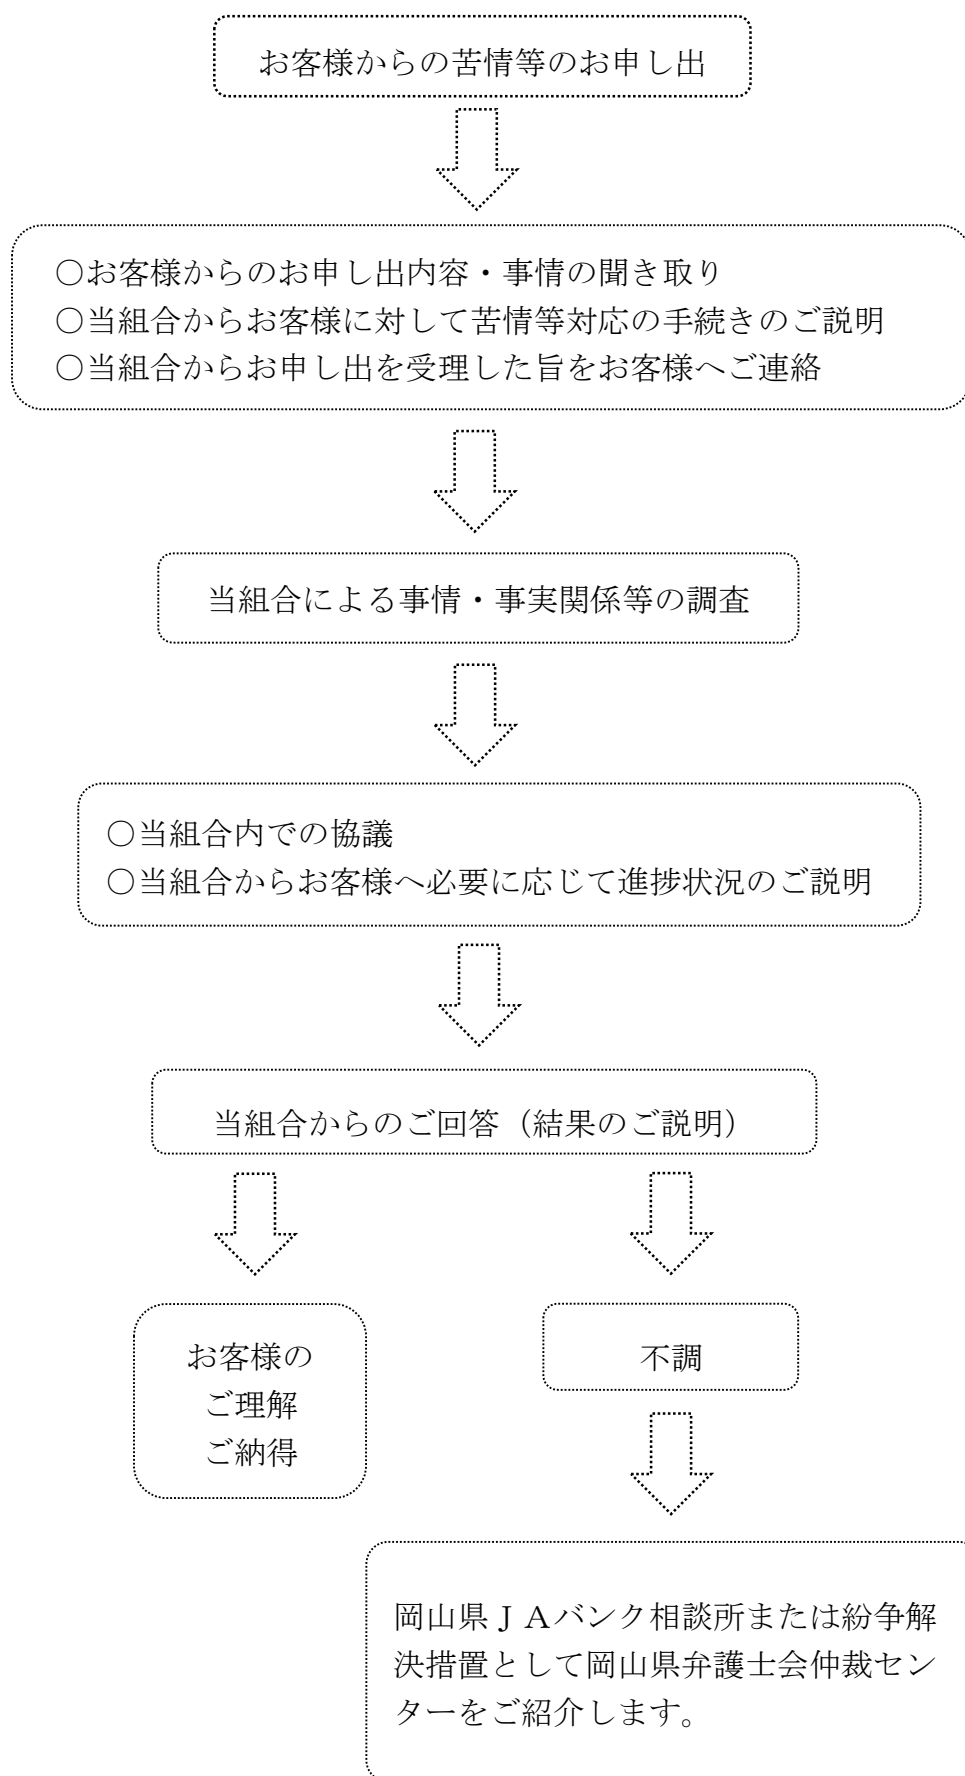 お客様からの苦情等のお申し出
○お客様からのお申し出内容・事情の聞き取り
○当組合からお客様に対して苦情等対応の手続きのご説明
○当組合からお申し出を受理した旨をお客様へご連絡
当組合による事情・事実関係等の調査
○当組合内での協議
○当組合からお客様へ必要に応じて進捗状況のご説明
当組合からのご回答（結果のご説明）
お客様の
ご理解
ご納得
不調
岡山県ＪＡバンク相談所または紛争解
決措置として岡山県弁護士会仲裁セン
ターをご紹介します。